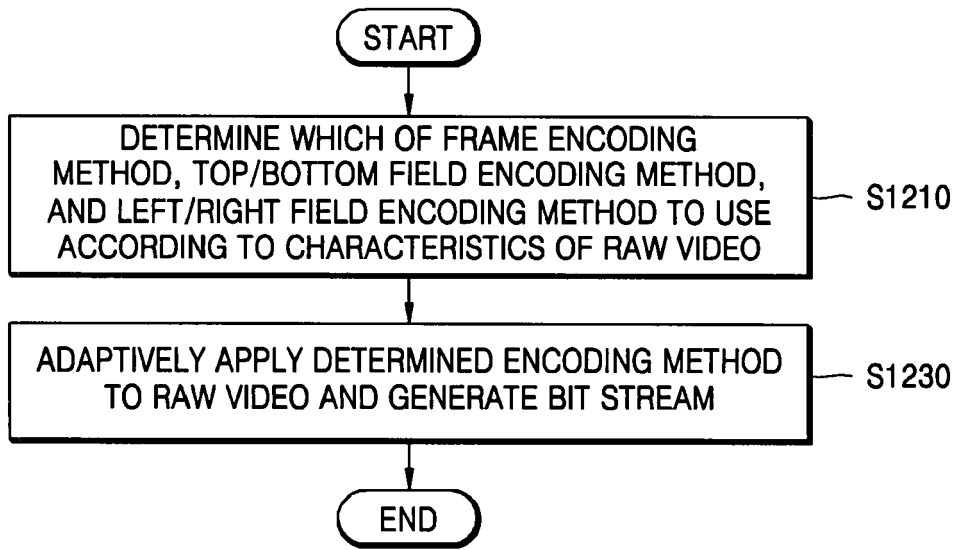 START
DETERMINE WHICH OF FRAME ENCODING
METHOD, TOP/BOTTOM FIELD ENCODING METHOD,
AND LEFT/RIGHT FIELD ENCODING METHOD TO USE
ACCORDING TO CHARACTERISTICS OF RAW VIDEO
S1210
ADAPTIVELY APPLY DETERMINED ENCODING METHOD
TO RAW VIDEO AND GENERATE BIT STREAM
S1230
END